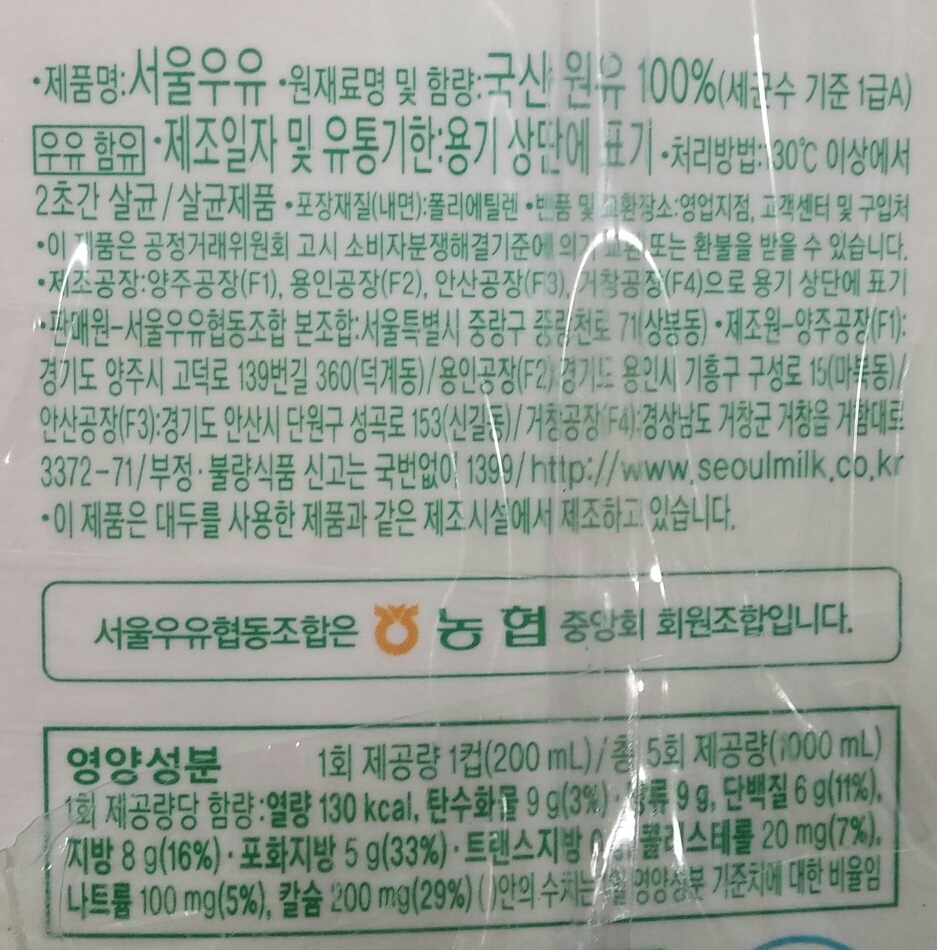 •제품명:서울우유 •원재료명 및 함량:국산 원유 100%(세균수 기준 1급A)
우유 함유 •제조일자 및 유통기한:용기 상단에 표기 •처리방법: 30℃ 이상에서
2초간 살균/살균제품 •포장재질(내면):폴리에틸렌 •반품 및 교환장소:영업지점, 고객센터 및 구입처
•이 제품은 공정거래위원회 고시 소비자분쟁해결기준에 의거 교환 또는 환불을 받을 수 있습니다.
•제조공장:양주공장(F1), 용인공장(F2), 안산공장(F3), 거창공장(F4)으로 용기 상단에 표기
•판매원-서울우유협동조합 본조합:서울특별시 중랑구 중랑천로 71(상봉동) •제조원-양주공장(F1):
경기도 양주시 고덕로 139번길 360(덕계동)/용인공장(F2):경기도 용인시 기흥구 구성로 15(마북동)/
안산공장(F3):경기도 안산시 단원구 성곡로 153(신길동)/거창공장(F4):경상남도 거창군 거창읍 거함대로
3372-71/부정·불량식품 신고는 국번없이 1399/http://www.seoulmilk.co.kr
•이 제품은 대두를 사용한 제품과 같은 제조시설에서 제조하고 있습니다.
서울우유협동조합은 농협 중앙회 회원조합입니다.
영양성분 1회 제공량 1컵(200 mL)/총 5회 제공량(1000 mL)
1회 제공량당 함량:열량 130 kcal, 탄수화물 9 g(3%)·당류 9 g, 단백질 6 g(11%),
지방 8 g(16%)·포화지방 5 g(33%)·트랜스지방 0 콜레스테롤 20 mg(7%),
나트륨 100 mg(5%), 칼슘 200 mg(29%) ( )안의 수치는 1일 영양성분 기준치에 대한 비율임